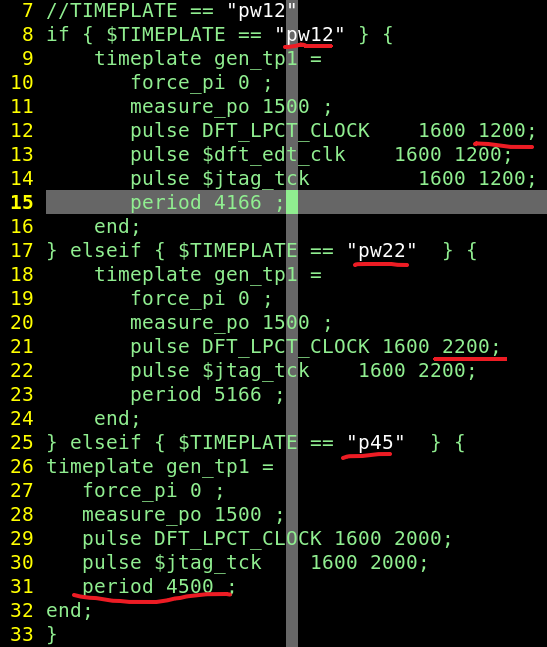 7 //TIMEPLATE == "pw12"
8 if { $TIMEPLATE == "pw12" } {
9     timeplate gen_tp1 =
10        force_pi 0 ;
11        measure_po 1500 ;
12        pulse DFT_LPCT_CLOCK    1600 1200;
13        pulse $dft_edt_clk    1600 1200;
14        pulse $jtag_tck         1600 1200;
15        period 4166 ;
16     end;
17 } elseif { $TIMEPLATE == "pw22"  } {
18     timeplate gen_tp1 =
19        force_pi 0 ;
20        measure_po 1500 ;
21        pulse DFT_LPCT_CLOCK 1600 2200;
22        pulse $jtag_tck    1600 2200;
23        period 5166 ;
24     end;
25 } elseif { $TIMEPLATE == "p45"  } {
26 timeplate gen_tp1 =
27    force_pi 0 ;
28    measure_po 1500 ;
29    pulse DFT_LPCT_CLOCK 1600 2000;
30    pulse $jtag_tck    1600 2000;
31    period 4500 ;
32 end;
33 }